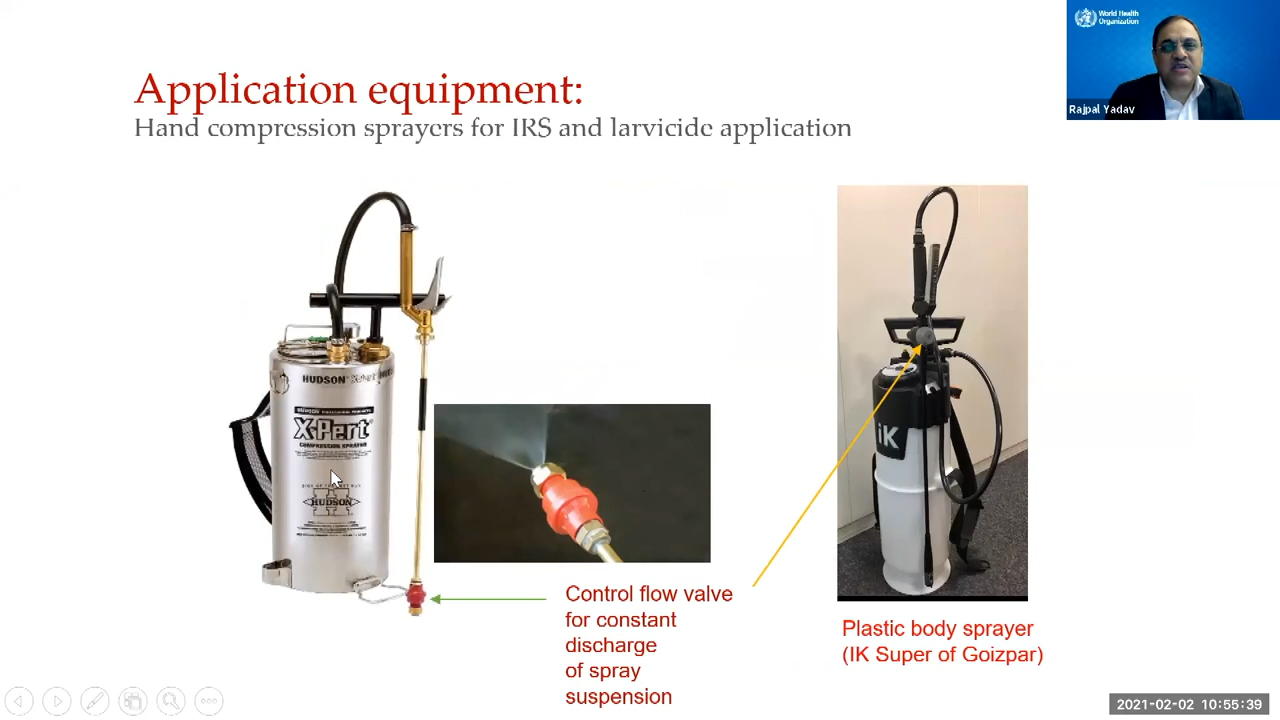 World Health
Organization
Rajpal Yadav
Application equipment:
Hand compression sprayers for IRS and larvicide application
HUDSON X-Pert
X-Pert
COMPRESSION SPRAYER
HUDSON
iK
Control flow valve
for constant
discharge
of spray
suspension
Plastic body sprayer
(IK Super of Goizpar)
2021-02-02 10:55:39